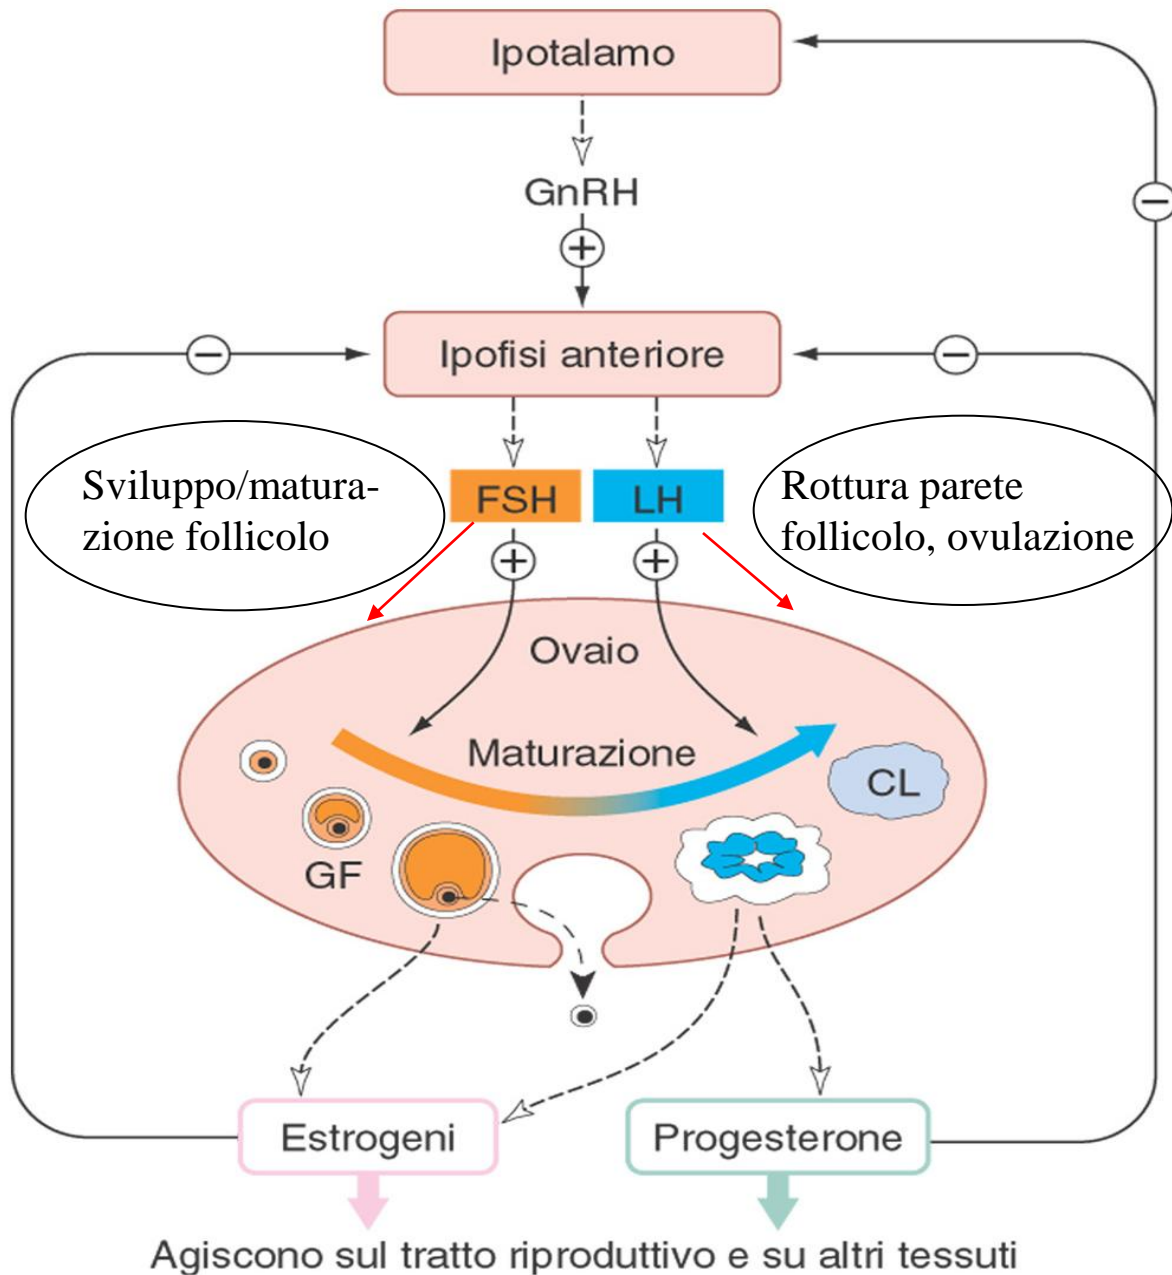 Ipotalamo
GnRH
+
−
Ipofisi anteriore
−
−
Sviluppo/matura-
zione follicolo
FSH
LH
Rottura parete
follicolo, ovulazione
+
+
Ovaio
Maturazione
CL
GF
Estrogeni
Progesterone
Agiscono sul tratto riproduttivo e su altri tessuti